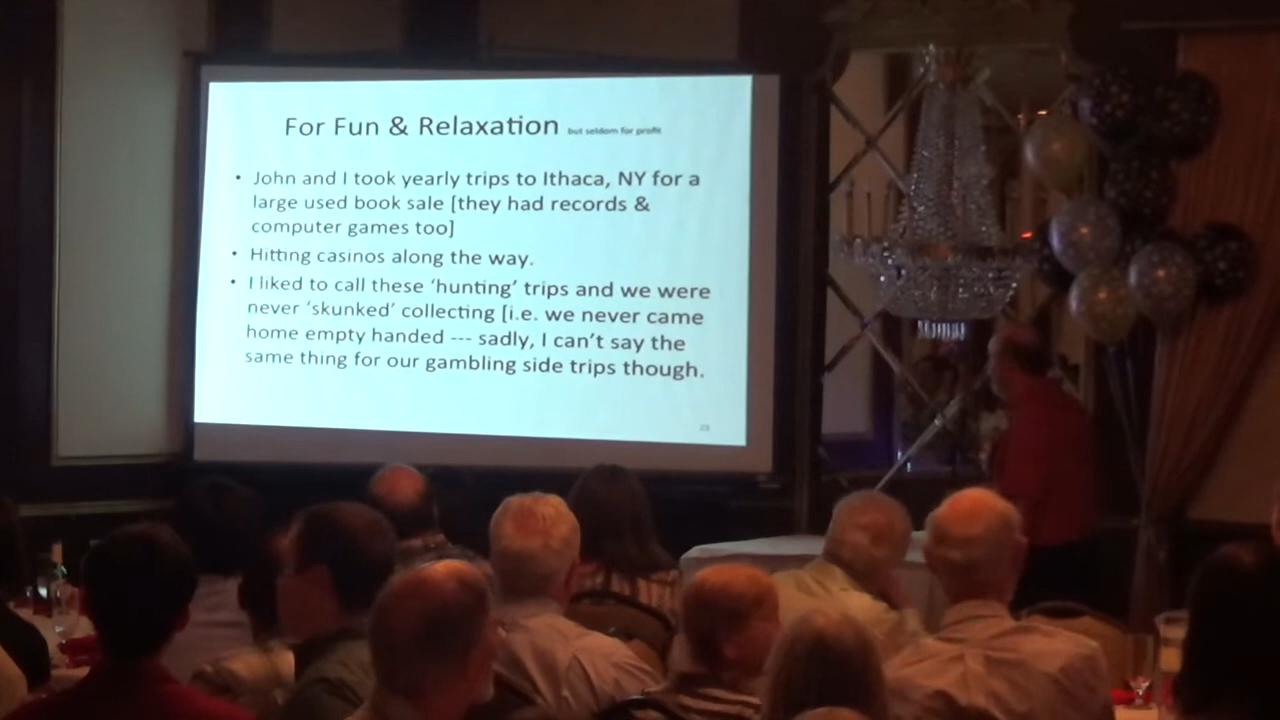 For Fun & Relaxation but seldom for profit
• John and I took yearly trips to Ithaca, NY for a
large used book sale [they had records &
computer games too]
• Hitting casinos along the way.
• I liked to call these ‘hunting’ trips and we were
never ‘skunked’ collecting [i.e. we never came
home empty handed --- sadly, I can’t say the
same thing for our gambling side trips though.